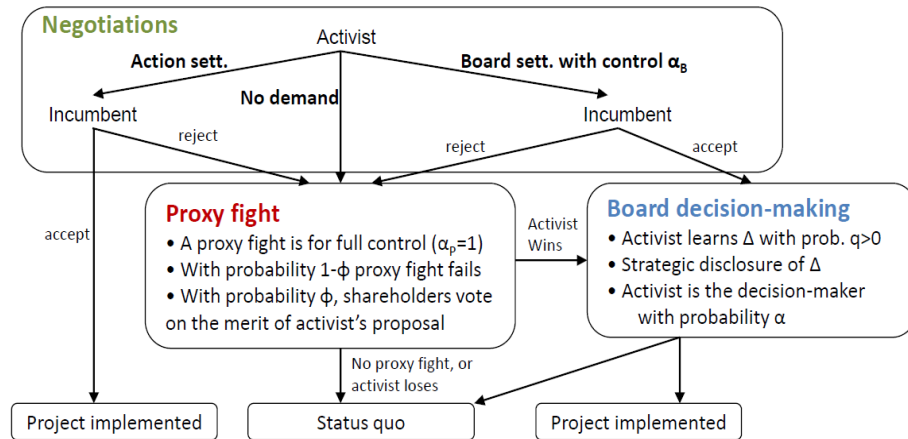 Negotiations
Activist
Action sett.
Board sett. with control αB
No demand
Incumbent
Incumbent
reject
reject
accept
accept
Proxy fight
• A proxy fight is for full control (αp=1)
• With probability 1-ϕ proxy fight fails
• With probability ϕ, shareholders vote
on the merit of activist's proposal
Activist
Wins
Board decision-making
• Activist learns Δ with prob. q>0
• Strategic disclosure of Δ
• Activist is the decision-maker
with probability α
No proxy fight, or
activist loses
Project implemented
Status quo
Project implemented